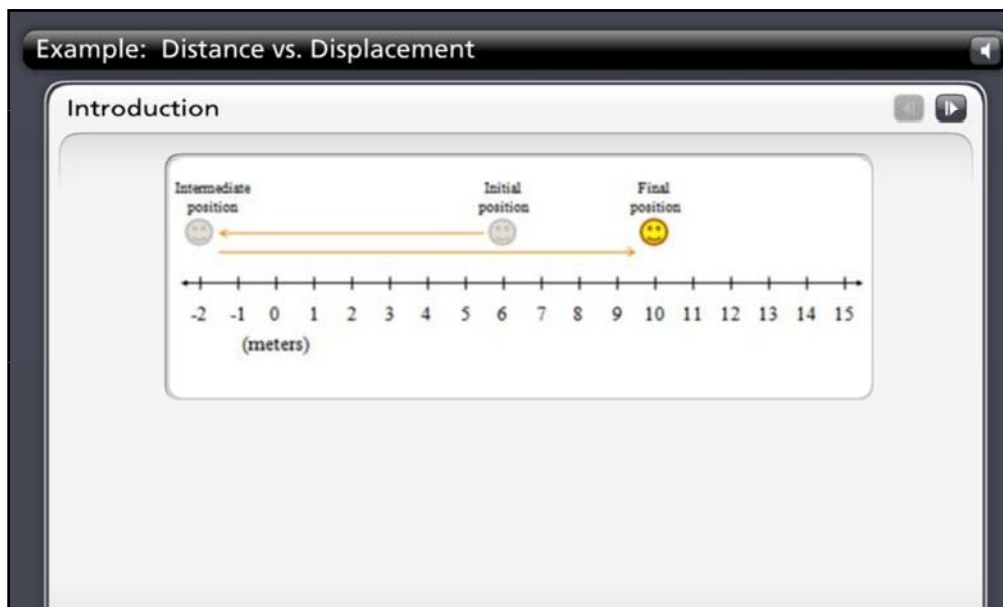 Example: Distance vs. Displacement
Introduction
Intermediate position
Initial position
Final position
-2 -1 0 1 2 3 4 5 6 7 8 9 10 11 12 13 14 15
(meters)